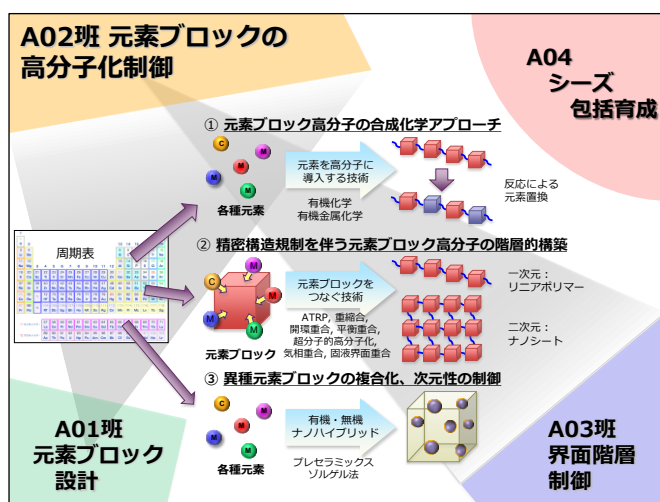 A02班 元素ブロックの
高分子化制御
A04
シーズ
包括育成
① 元素ブロック高分子の合成化学アプローチ
C
M
M
M
M
各種元素
元素を高分子に
導入する技術
有機化学
有機金属化学
反応による
元素置換
周期表
② 精密構造規制を伴う元素ブロック高分子の階層的構築
M
C
M
M
M
元素ブロック
元素ブロックを
つなぐ技術
ATRP, 重縮合,
開環重合, 平衡重合,
超分子的高分子化,
気相重合, 固液界面重合
一次元：
リニアポリマー
二次元：
ナノシート
③ 異種元素ブロックの複合化、次元性の制御
C
M
M
M
M
各種元素
有機・無機
ナノハイブリッド
プレセラミックス
ゾルゲル法
A01班
元素ブロック
設計
A03班
界面階層
制御